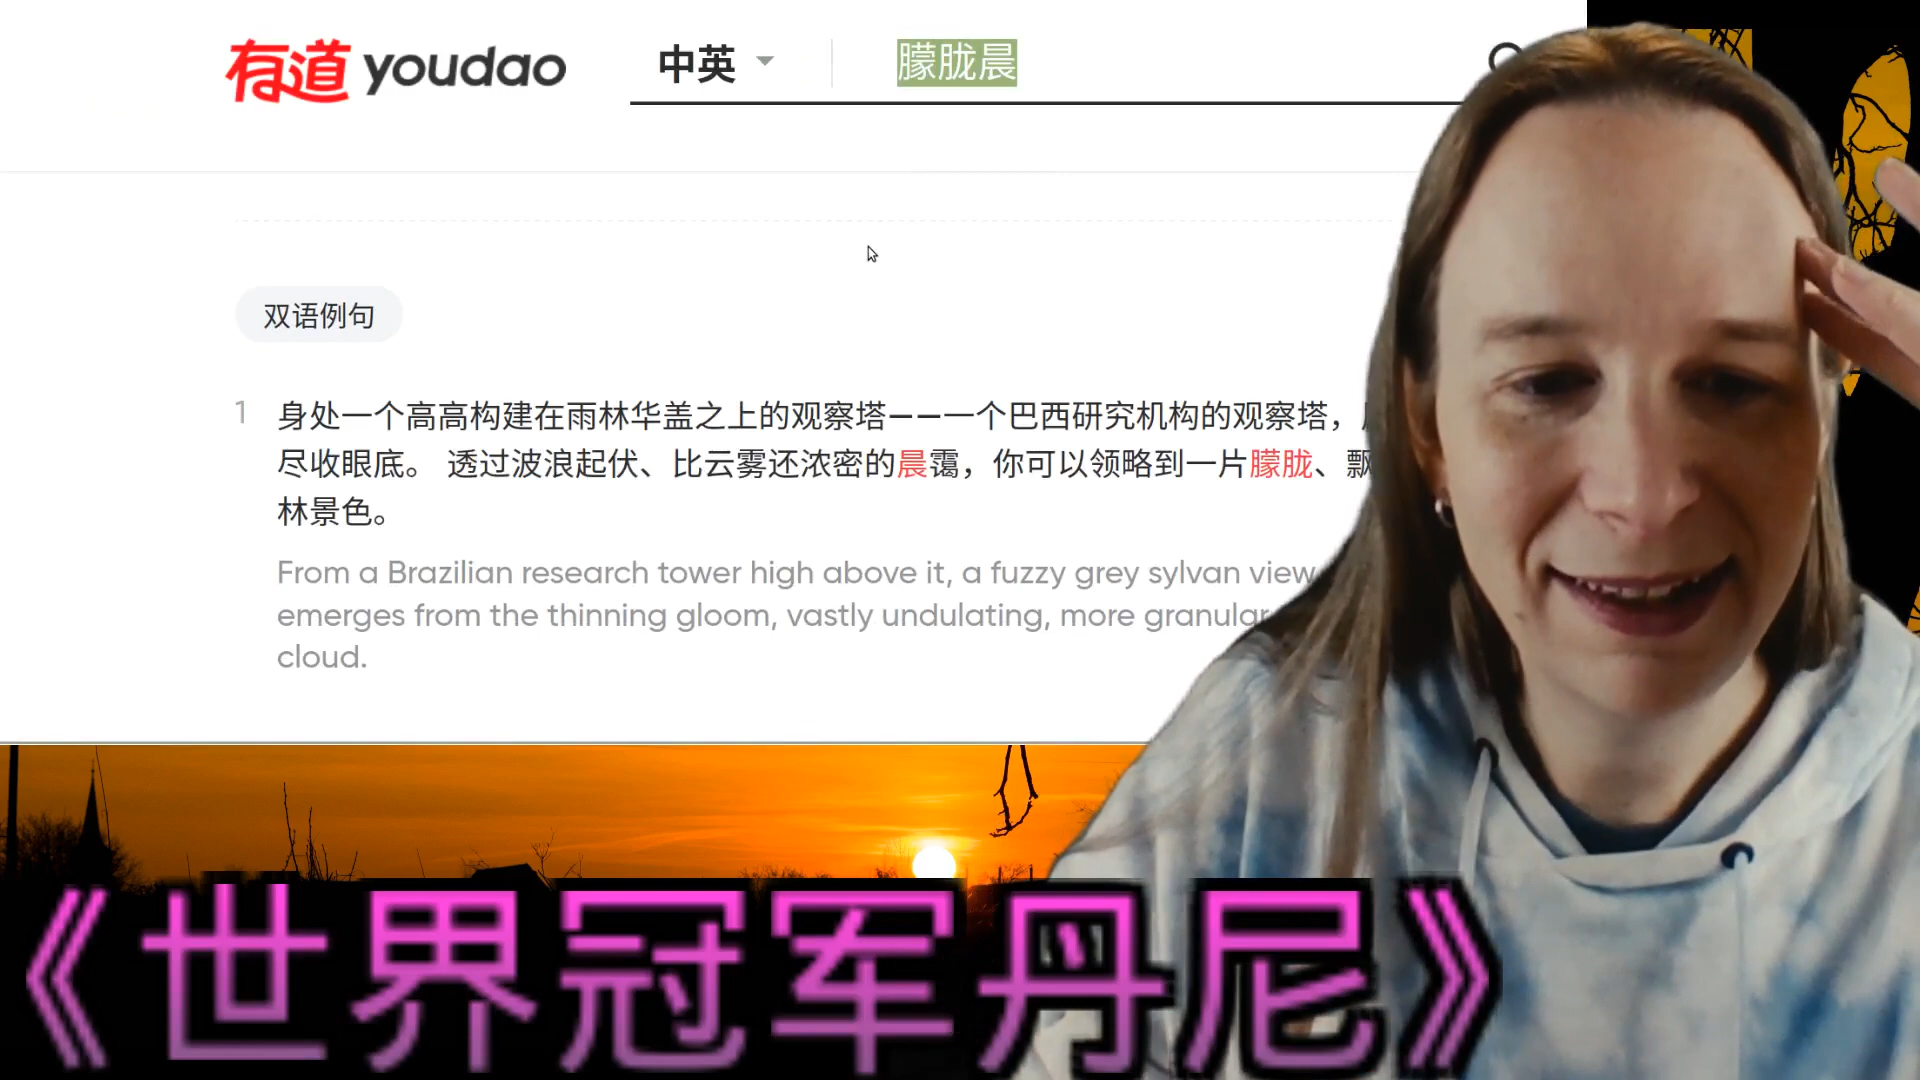 有道 youdao
中英
朦胧晨
双语例句
1
身处一个高高构建在雨林华盖之上的观察塔——一个巴西研究机构的观察塔，
尽收眼底。 透过波浪起伏、比云雾还浓密的晨霭，你可以领略到一片朦胧、飘
林景色。
From a Brazilian research tower high above it, a fuzzy grey sylvan view
emerges from the thinning gloom, vastly undulating, more granular
cloud.
《世界冠军丹尼》